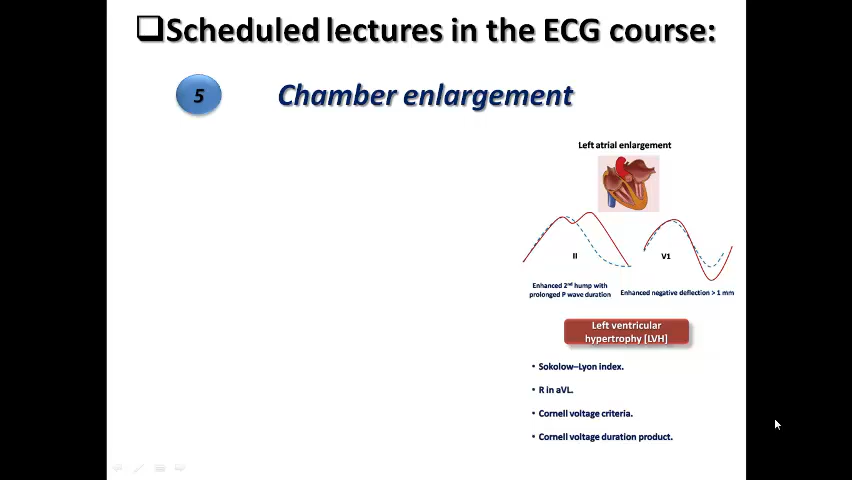 ❑Scheduled lectures in the ECG course:
5
Chamber enlargement
Left atrial enlargement
II
V1
Enhanced 2nd hump with
prolonged P wave duration
Enhanced negative deflection > 1 mm
Left ventricular
hypertrophy [LVH]
• Sokolow–Lyon index.
• R in aVL.
• Cornell voltage criteria.
• Cornell voltage duration product.